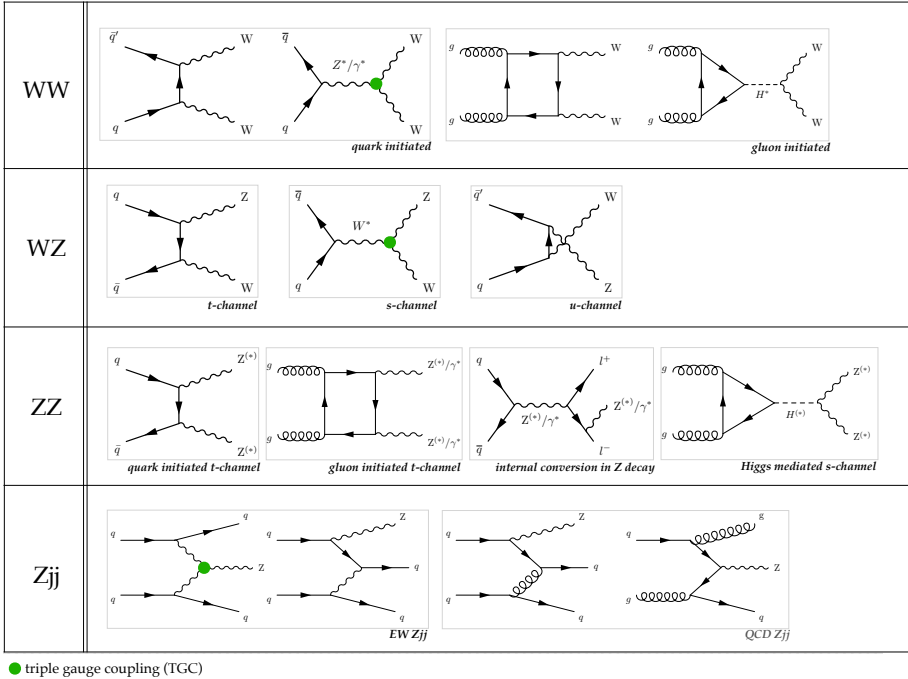 WW
q̄′ W q W
q̄ Z*/γ* W q W
quark initiated
g W g W
g H* W g W
gluon initiated
WZ
q Z q̄ W
t-channel
q̄ W* Z q W
s-channel
q̄′ W q Z
u-channel
ZZ
q Z(*) q̄ Z(*)
quark initiated t-channel
g Z(*)/γ* g Z(*)/γ*
gluon initiated t-channel
q l+ Z(*)/γ* Z(*)/γ* q̄ l−
internal conversion in Z decay
g Z(*) H(*) g Z(*)
Higgs mediated s-channel
Zjj
q q Z q q
q Z q q q
EW Zjj
q Z q q q
q g Z g q
QCD Zjj
triple gauge coupling (TGC)